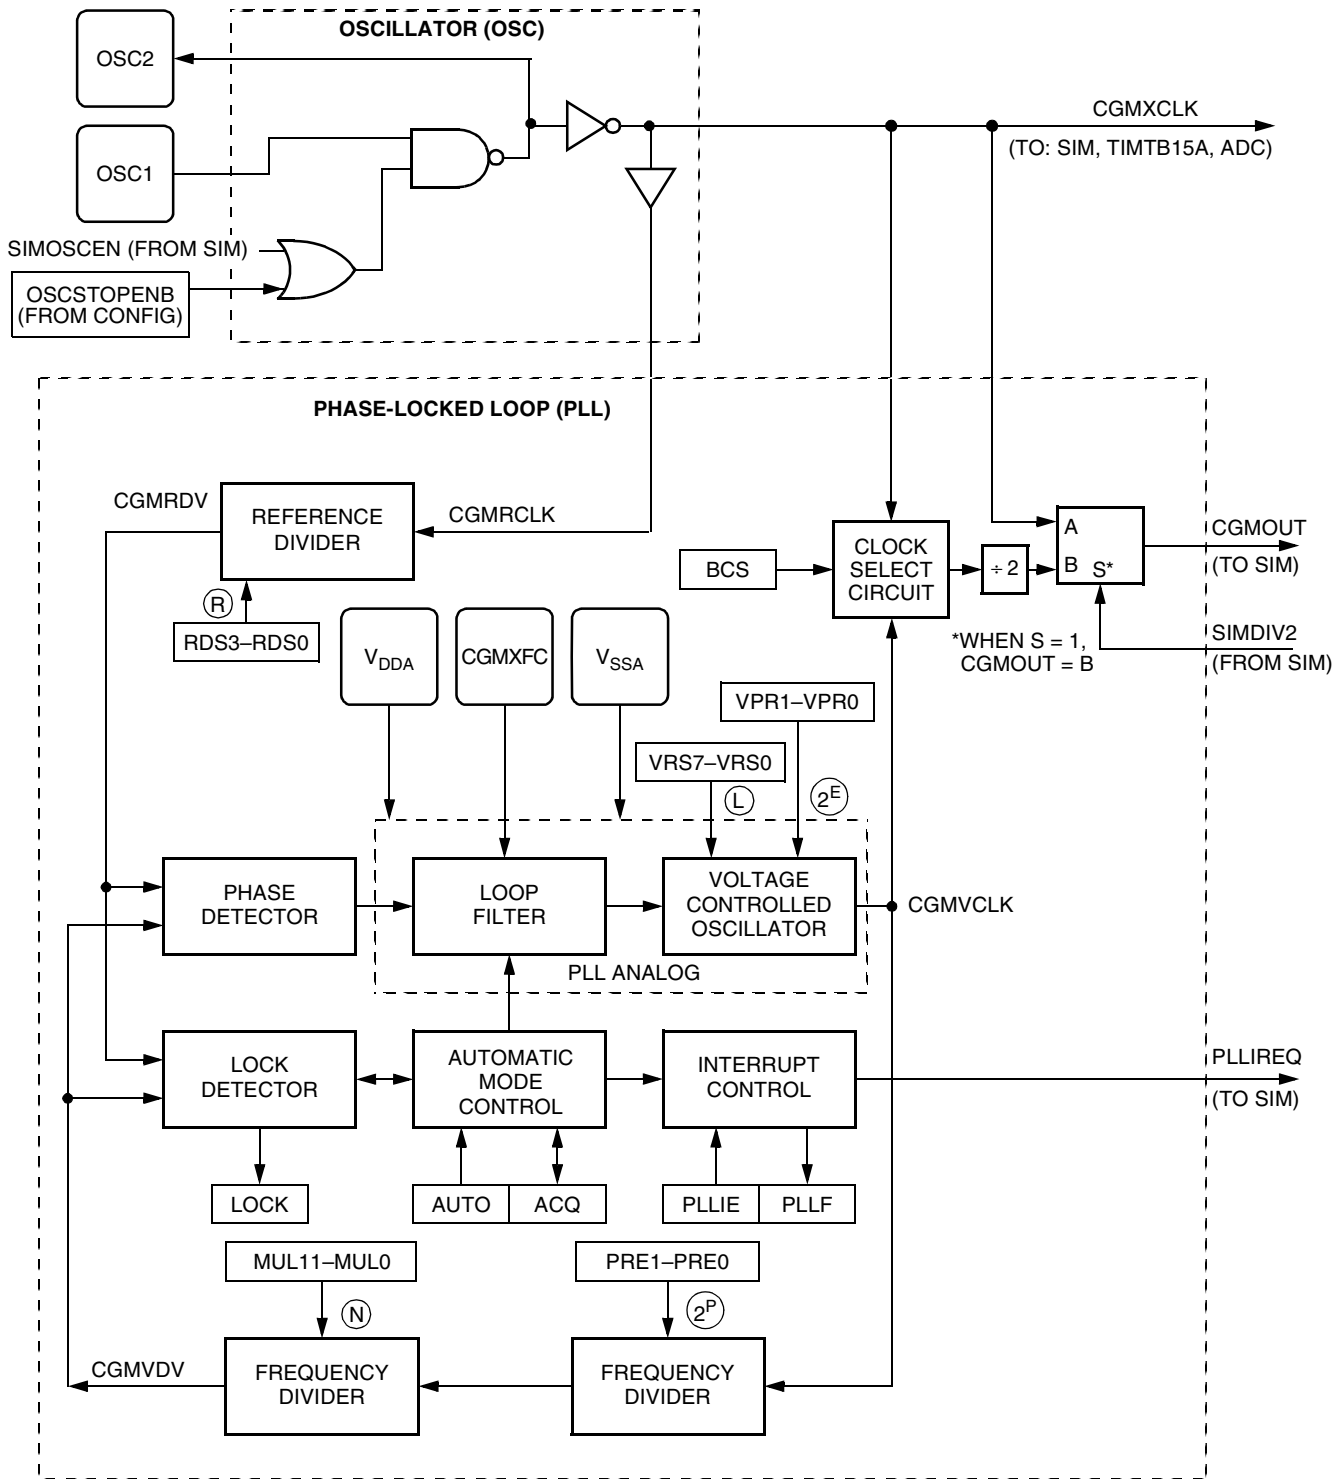 OSCILLATOR (OSC)
OSC2
CGMXCLK
(TO: SIM, TIMTB15A, ADC)
OSC1
SIMOSCEN (FROM SIM)
OSCSTOPENB
(FROM CONFIG)
PHASE-LOCKED LOOP (PLL)
CGMRDV
REFERENCE
DIVIDER
CGMRCLK
R
RDS3–RDS0
BCS
CLOCK
SELECT
CIRCUIT
÷ 2
A
B S*
CGMOUT
(TO SIM)
*WHEN S = 1,
CGMOUT = B
SIMDIV2
(FROM SIM)
VDDA
CGMXFC
VSSA
VPR1–VPR0
VRS7–VRS0
L
2E
PHASE
DETECTOR
LOOP
FILTER
VOLTAGE
CONTROLLED
OSCILLATOR
CGMVCLK
PLL ANALOG
LOCK
DETECTOR
AUTOMATIC
MODE
CONTROL
INTERRUPT
CONTROL
PLLIREQ
(TO SIM)
LOCK
AUTO
ACQ
PLLIE
PLLF
MUL11–MUL0
PRE1–PRE0
N
2P
CGMVDV
FREQUENCY
DIVIDER
FREQUENCY
DIVIDER